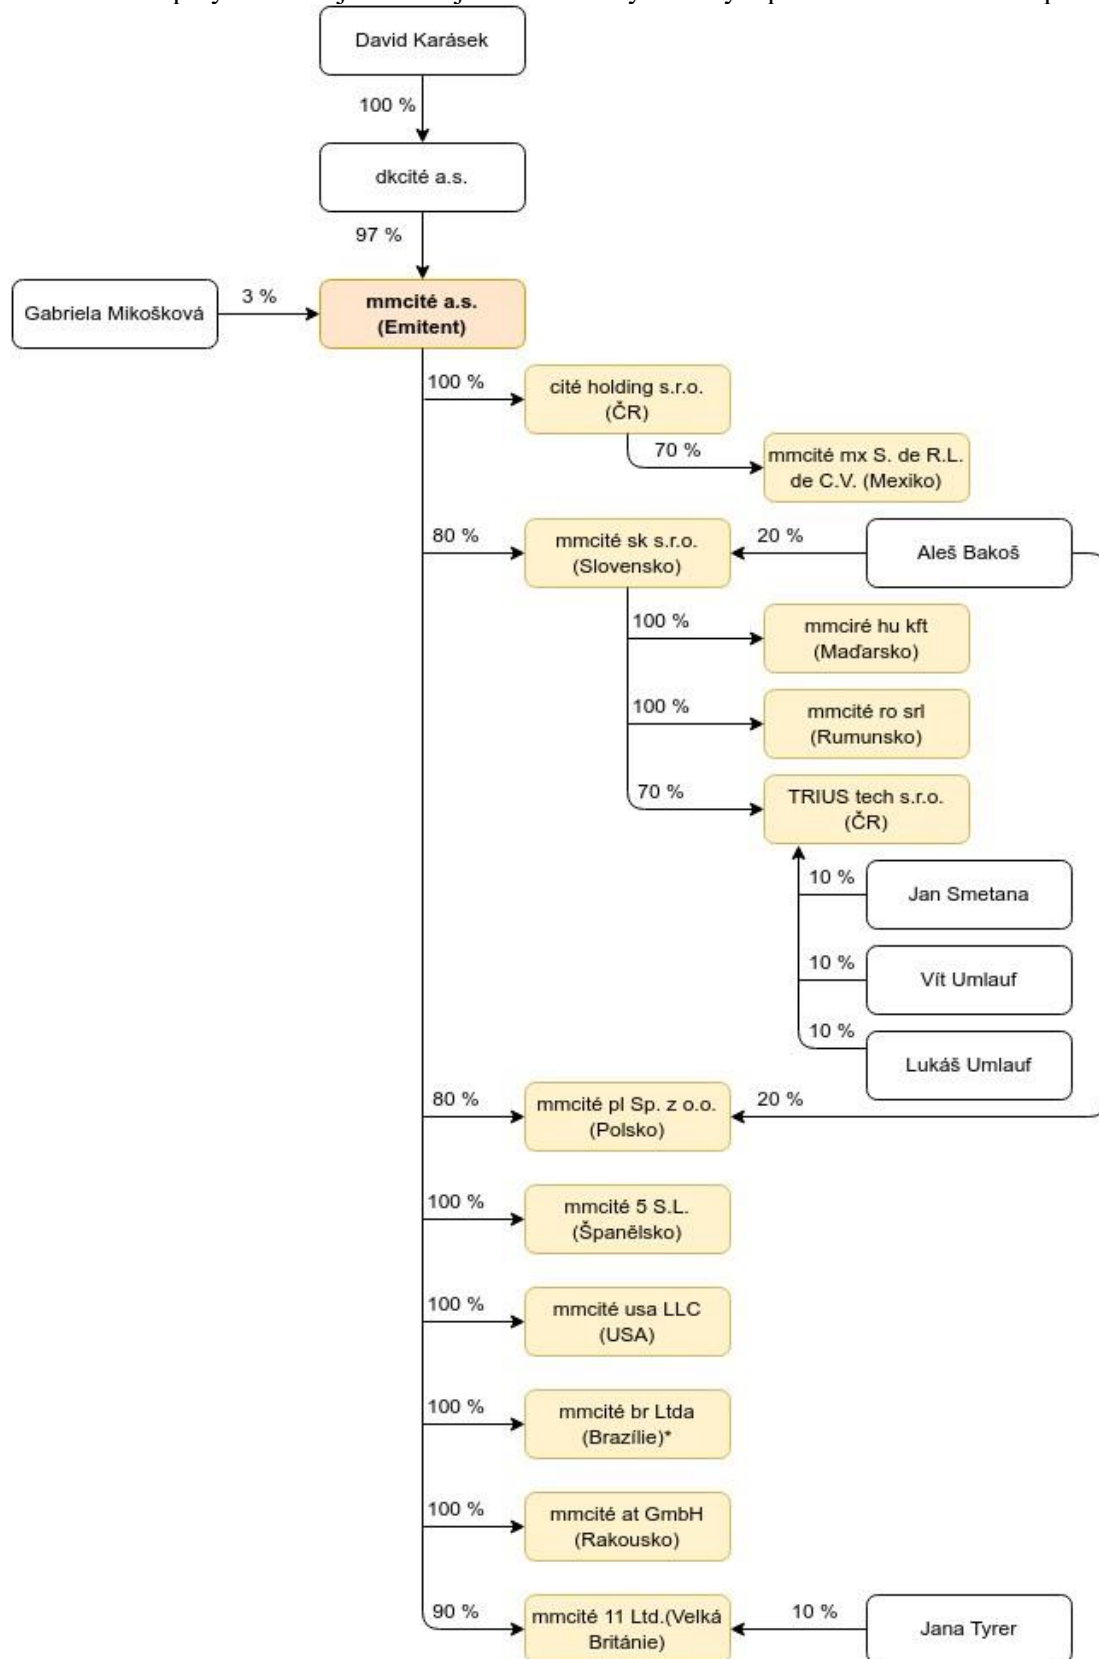 David Karásek
100 %
dkcité a.s.
97 %
Gabriela Mikošková
3 %
mmcité a.s.
(Emitent)
100 %
cité holding s.r.o.
(ČR)
70 %
mmcité mx S. de R.L.
de C.V. (Mexiko)
80 %
mmcité sk s.r.o.
(Slovensko)
20 %
Aleš Bakoš
100 %
mmciré hu kft
(Maďarsko)
100 %
mmcité ro srl
(Rumunsko)
70 %
TRIUS tech s.r.o.
(ČR)
10 %
Jan Smetana
10 %
Vít Umlauf
10 %
Lukáš Umlauf
80 %
mmcité pl Sp. z o.o.
(Polsko)
20 %
100 %
mmcité 5 S.L.
(Španělsko)
100 %
mmcité usa LLC
(USA)
100 %
mmcité br Ltda
(Brazílie)*
100 %
mmcité at GmbH
(Rakousko)
90 %
mmcité 11 Ltd.(Velká
Británie)
10 %
Jana Tyrer